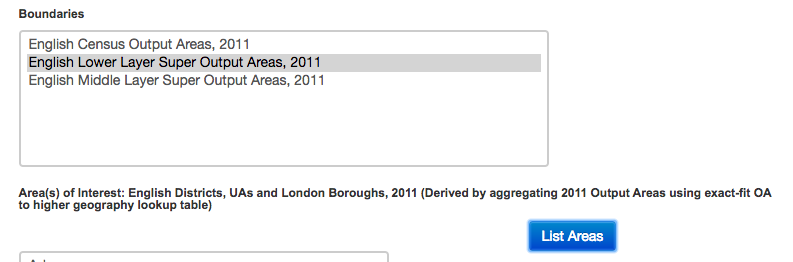 Boundaries
English Census Output Areas, 2011
English Lower Layer Super Output Areas, 2011
English Middle Layer Super Output Areas, 2011
Area(s) of Interest: English Districts, UAs and London Boroughs, 2011 (Derived by aggregating 2011 Output Areas using exact-fit OA
to higher geography lookup table)
List Areas